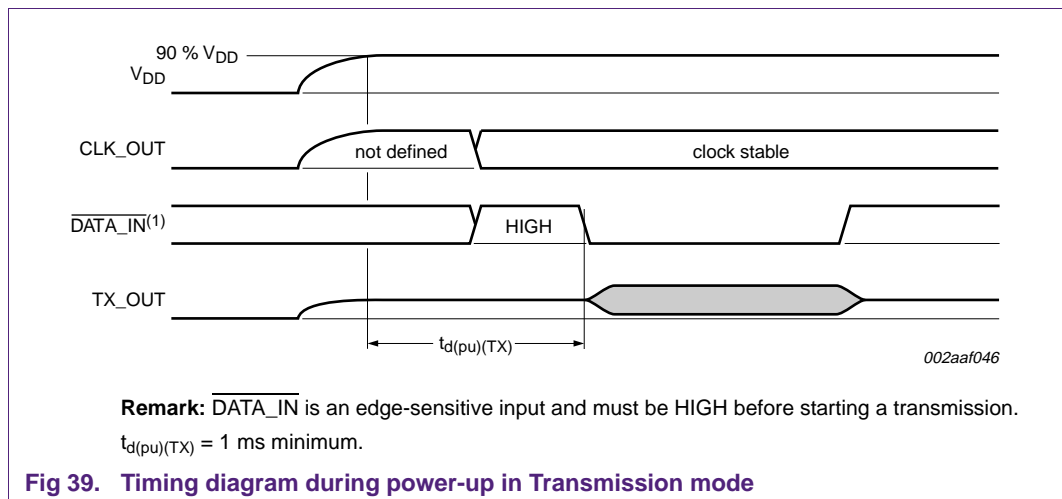 90 % VDD
VDD
CLK_OUT
not defined
clock stable
DATA_IN(1)
HIGH
TX_OUT
td(pu)(TX)
002aaf046
Remark: DATA_IN is an edge-sensitive input and must be HIGH before starting a transmission.
td(pu)(TX) = 1 ms minimum.
Fig 39. Timing diagram during power-up in Transmission mode